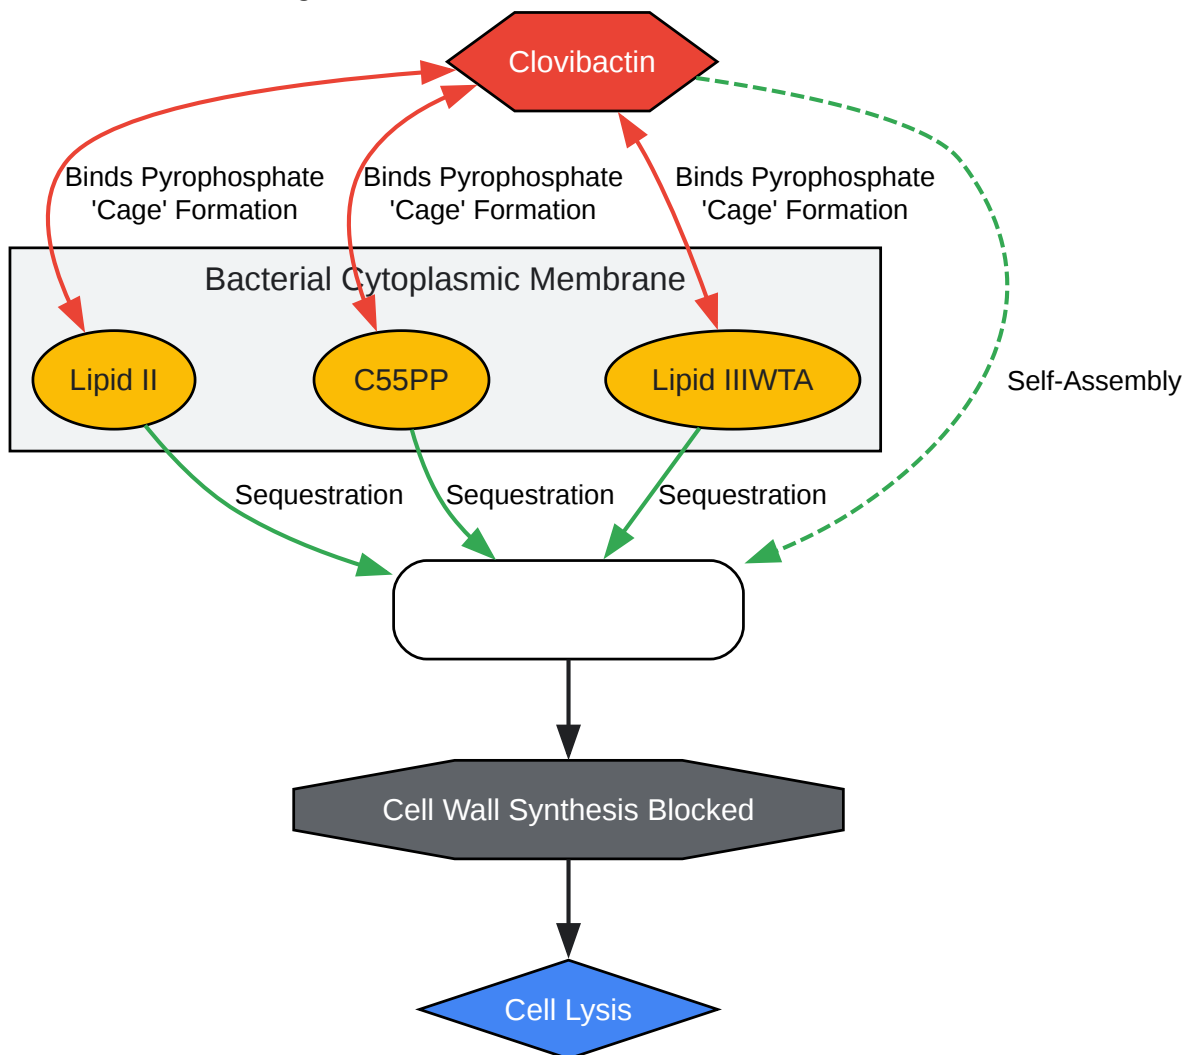 Clovibactin
Binds Pyrophosphate
'Cage' Formation
Binds Pyrophosphate
'Cage' Formation
Binds Pyrophosphate
'Cage' Formation
Bacterial Cytoplasmic Membrane
Lipid II
C55PP
Lipid IIIWTA
Self-Assembly
Sequestration
Sequestration
Sequestration
Cell Wall Synthesis Blocked
Cell Lysis